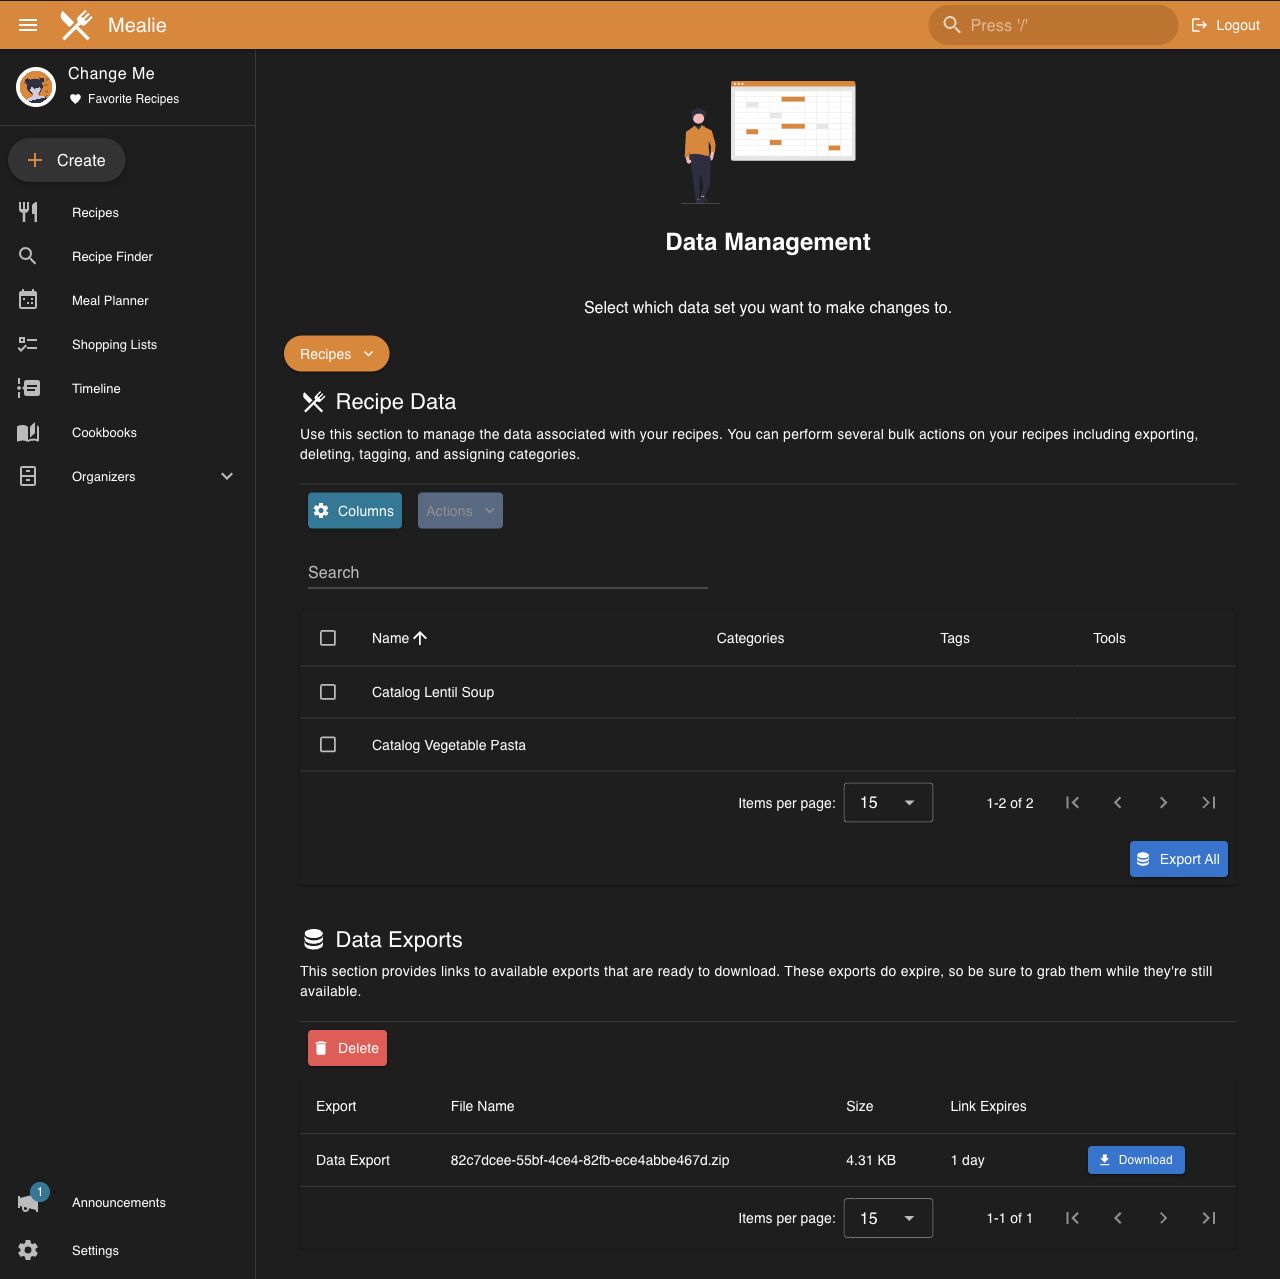 Mealie
Press '/'
Logout
Change Me
Favorite Recipes
Create
Recipes
Recipe Finder
Meal Planner
Shopping Lists
Timeline
Cookbooks
Organizers
1
Announcements
Settings
Data Management
Select which data set you want to make changes to.
Recipes
Recipe Data
Use this section to manage the data associated with your recipes. You can perform several bulk actions on your recipes including exporting,
deleting, tagging, and assigning categories.
Columns Actions
Search
Name Categories Tags Tools
Catalog Lentil Soup
Catalog Vegetable Pasta
Items per page: 15 1-2 of 2
Export All
Data Exports
This section provides links to available exports that are ready to download. These exports do expire, so be sure to grab them while they're still
available.
Delete
Export File Name Size Link Expires
Data Export 82c7dcee-55bf-4ce4-82fb-ece4abbe467d.zip 4.31 KB 1 day Download
Items per page: 15 1-1 of 1